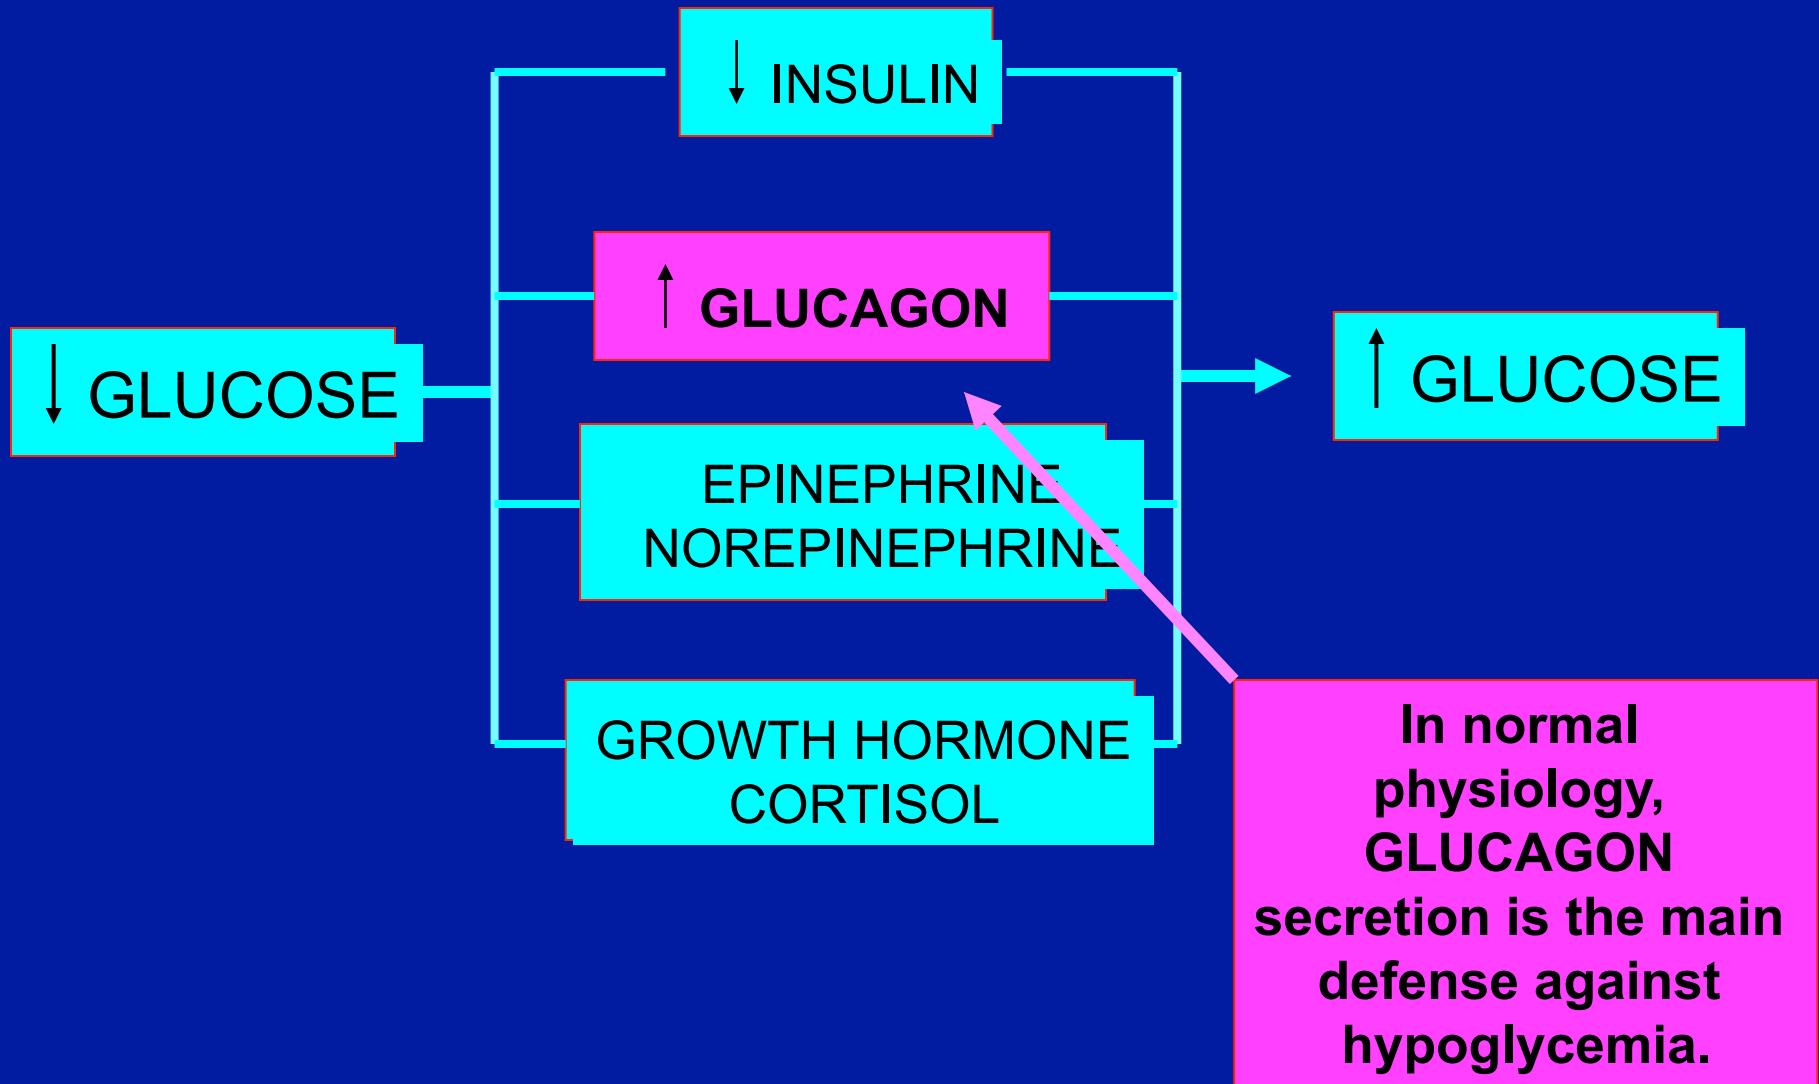 ↓ INSULIN
↑ GLUCAGON
↓ GLUCOSE
↑ GLUCOSE
EPINEPHRINE
NOREPINEPHRINE
GROWTH HORMONE
CORTISOL
In normal
physiology,
GLUCAGON
secretion is the main
defense against
hypoglycemia.